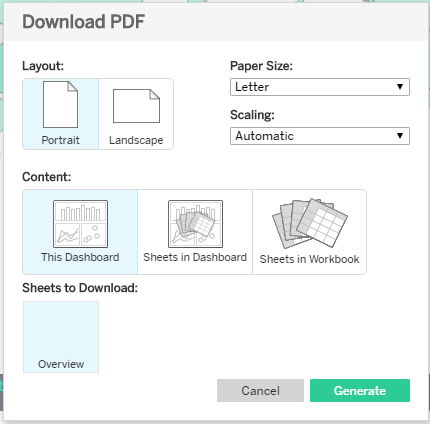 Download PDF
Layout:
Portrait
Landscape
Paper Size:
Letter
Scaling:
Automatic
Content:
This Dashboard
Sheets in Dashboard
Sheets in Workbook
Sheets to Download:
Overview
Cancel
Generate